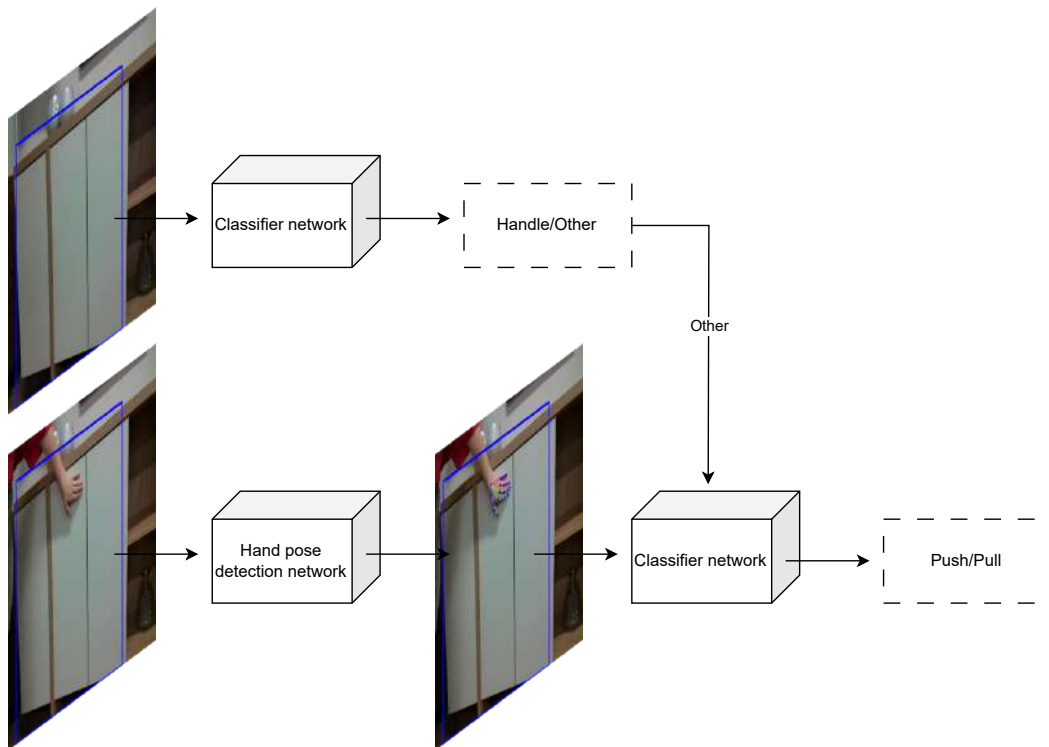 Classifier network
Handle/Other
Other
Hand pose
detection network
Classifier network
Push/Pull